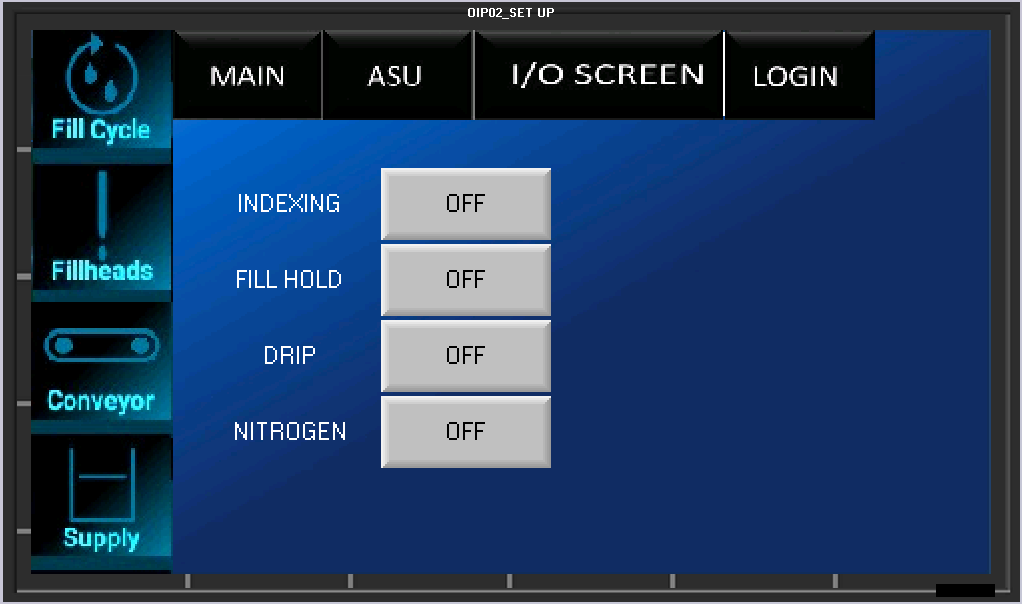 OIP02_SET UP
MAIN
ASU
I/O SCREEN
LOGIN
Fill Cycle
Fillheads
Conveyor
Supply
INDEXING OFF
FILL HOLD OFF
DRIP OFF
NITROGEN OFF